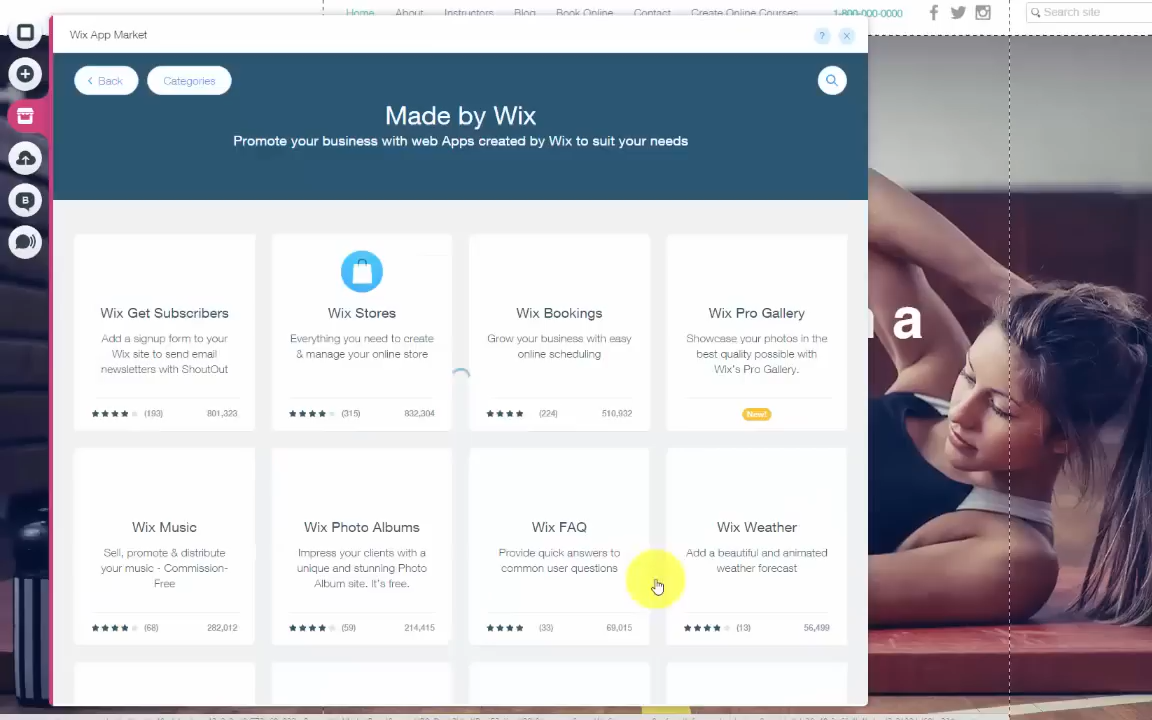 Home About Instructors Blog Book Online Contact Create Online Courses 1-800-000-0000 Search site
Wix App Market
? x
Back Categories
Made by Wix
Promote your business with web Apps created by Wix to suit your needs
Wix Get Subscribers
Add a signup form to your
Wix site to send email
newsletters with ShoutOut
(193) 801,323
Wix Stores
Everything you need to create
& manage your online store
(315) 832,304
Wix Bookings
Grow your business with easy
online scheduling
(224) 510,932
Wix Pro Gallery
Showcase your photos in the
best quality possible with
Wix's Pro Gallery.
New!
a
Wix Music
Sell, promote & distribute
your music - Commission-
Free
(68) 282,012
Wix Photo Albums
Impress your clients with a
unique and stunning Photo
Album site. It's free.
(59) 214,415
Wix FAQ
Provide quick answers to
common user questions
(33) 69,015
Wix Weather
Add a beautiful and animated
weather forecast
(13) 56,499
B